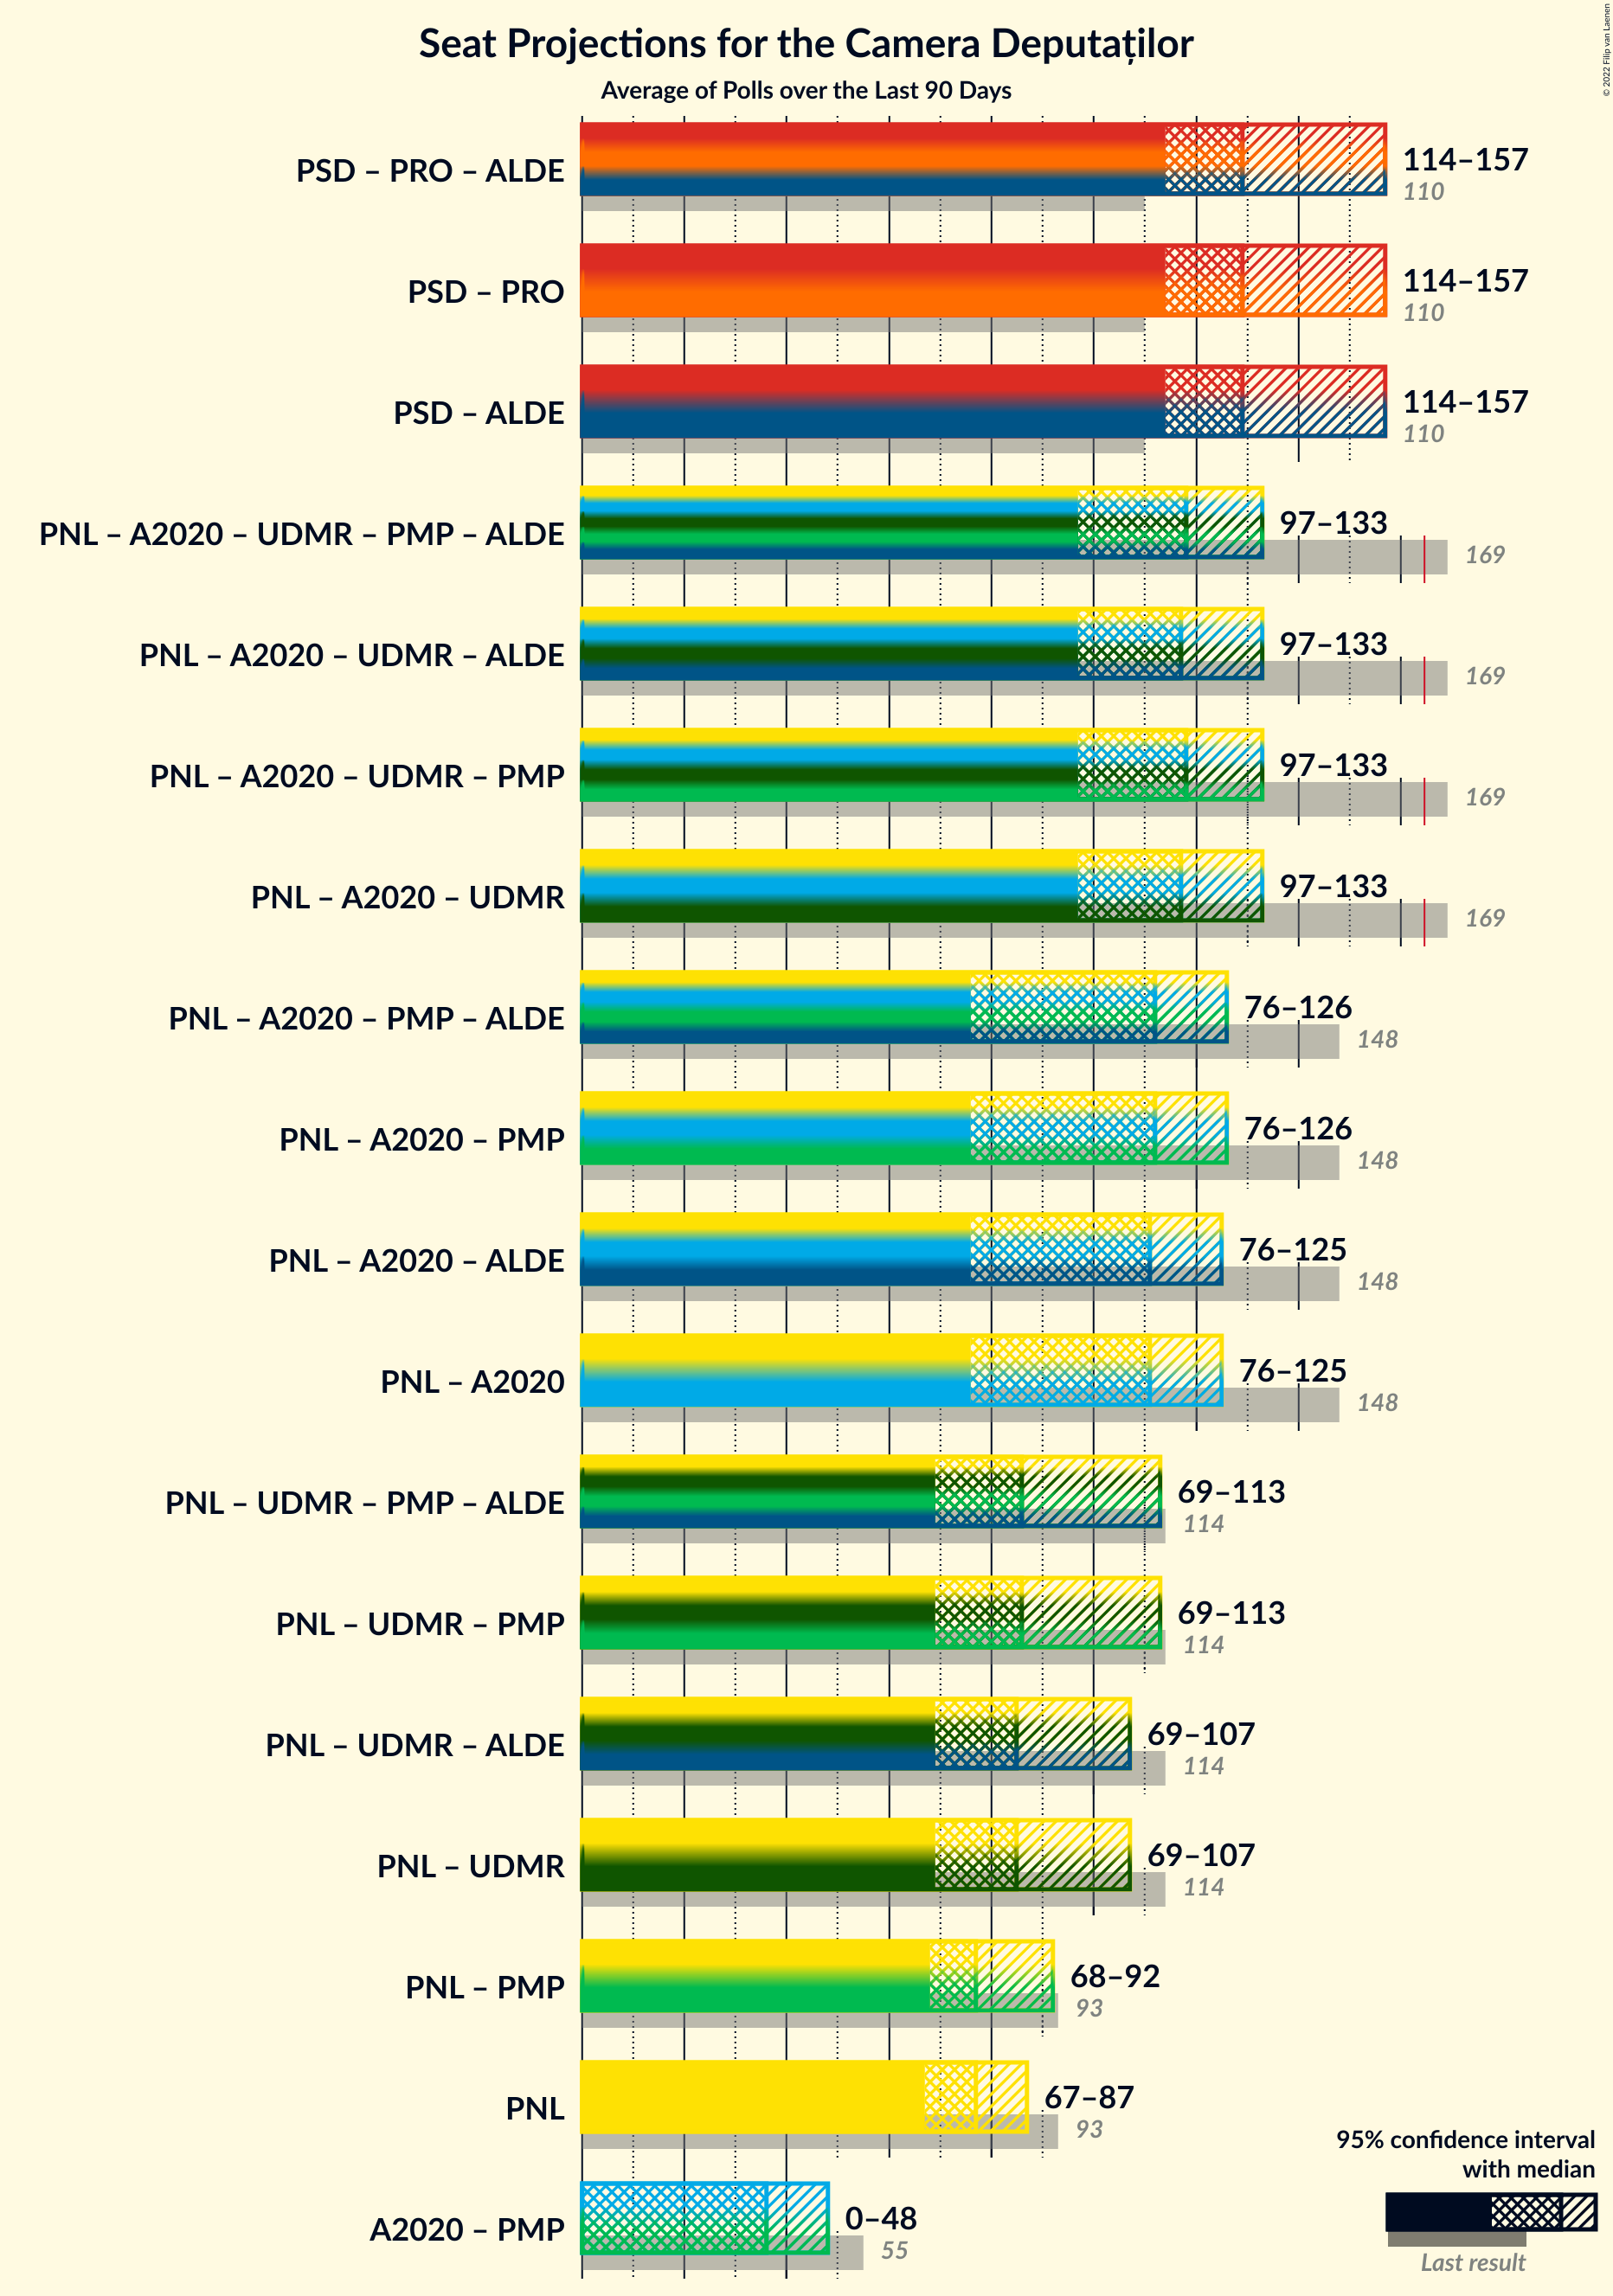 Seat Projections for the Camera Deputaților
Average of Polls over the Last 90 Days
© 2022 Filip van Laenen
PSD – PRO – ALDE
114–157
110
PSD – PRO
114–157
110
PSD – ALDE
114–157
110
PNL – A2020 – UDMR – PMP – ALDE
97–133
169
PNL – A2020 – UDMR – ALDE
97–133
169
PNL – A2020 – UDMR – PMP
97–133
169
PNL – A2020 – UDMR
97–133
169
PNL – A2020 – PMP – ALDE
76–126
148
PNL – A2020 – PMP
76–126
148
PNL – A2020 – ALDE
76–125
148
PNL – A2020
76–125
148
PNL – UDMR – PMP – ALDE
69–113
114
PNL – UDMR – PMP
69–113
114
PNL – UDMR – ALDE
69–107
114
PNL – UDMR
69–107
114
PNL – PMP
68–92
93
PNL
67–87
93
A2020 – PMP
0–48
55
95% confidence interval
with median
Last result